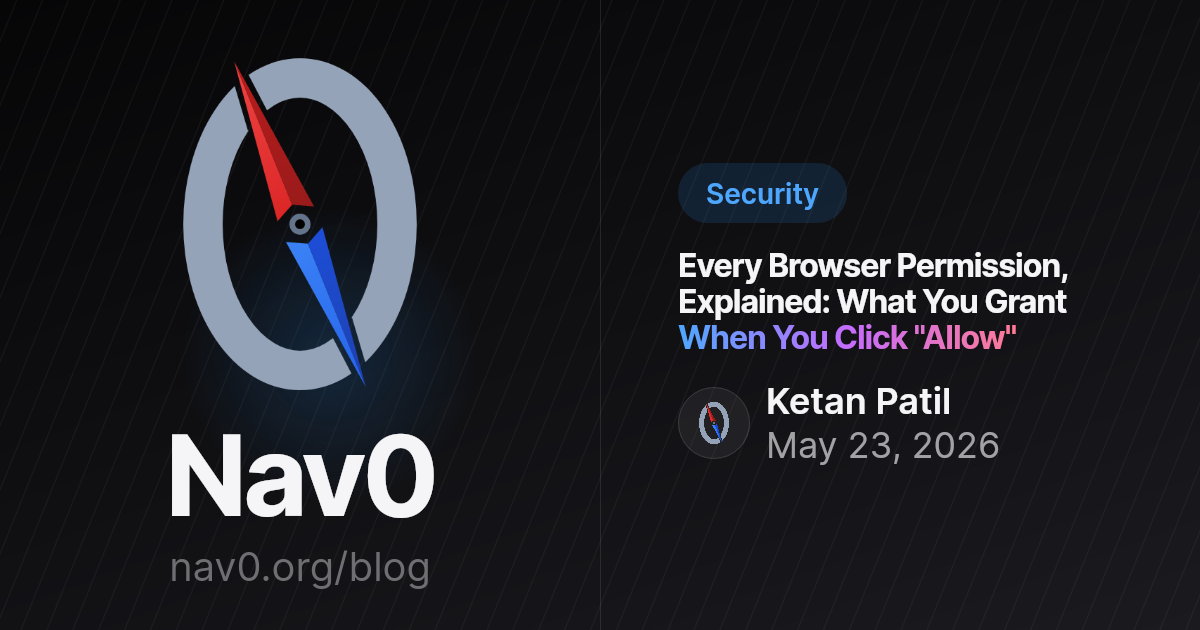 Nav0
nav0.org/blog
Security
Every Browser Permission,
Explained: What You Grant
When You Click "Allow"
Ketan Patil
May 23, 2026